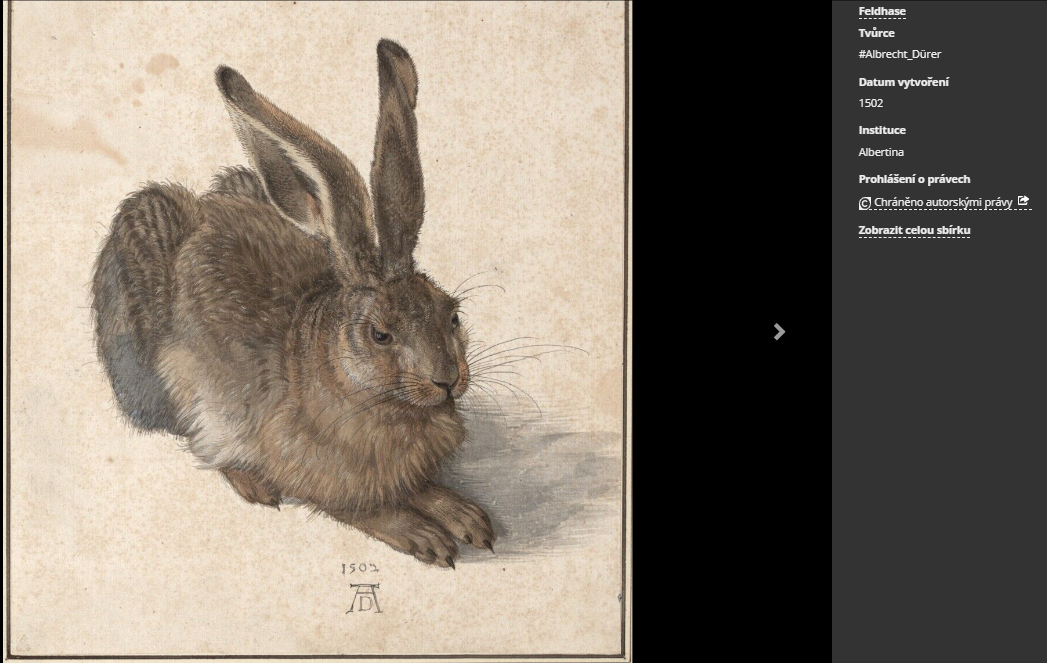 1502
AD
Feldhase
Tvůrce
#Albrecht_Dürer
Datum vytvoření
1502
Instituce
Albertina
Prohlášení o právech
© Chráněno autorskými právy
Zobrazit celou sbírku